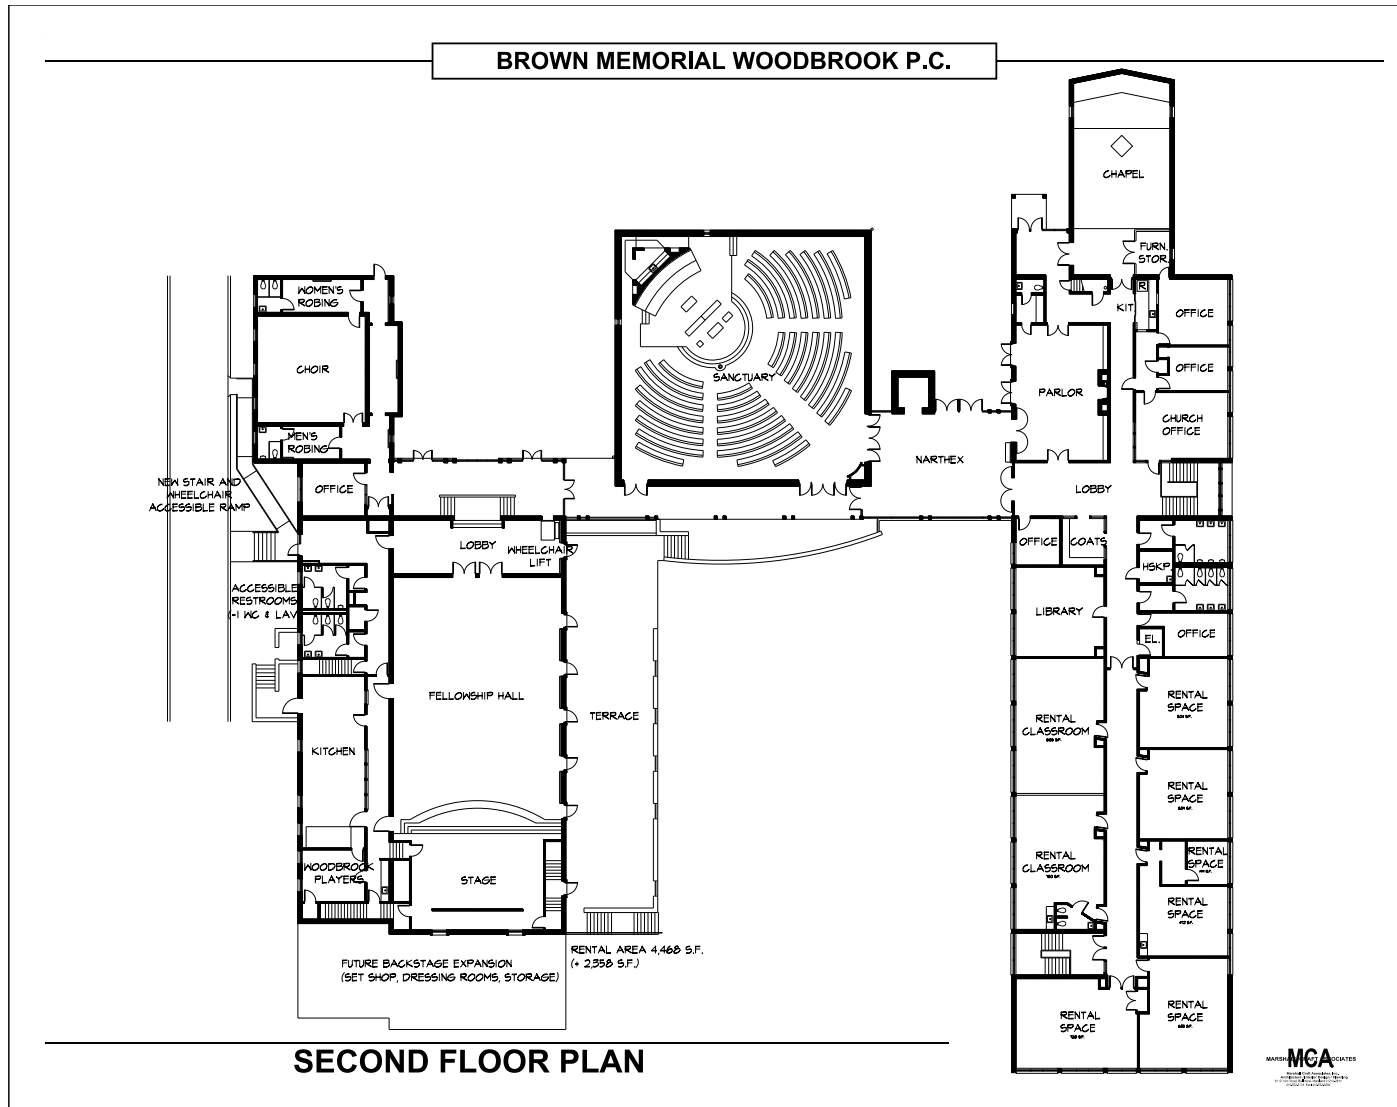 BROWN MEMORIAL WOODBROOK P.C.
CHAPEL
FURN.
STOR.
WOMEN'S
ROBING
R
KIT.
OFFICE
CHOIR
OFFICE
SANCTUARY
PARLOR
CHURCH
OFFICE
MEN'S
ROBING
NARTHEX
NEW STAIR AND
WHEELCHAIR
ACCESSIBLE RAMP
OFFICE
LOBBY
LOBBY
WHEELCHAIR
LIFT
OFFICE
COATS
HSKP.
ACCESSIBLE
RESTROOMS
(-1 WC & LAV
LIBRARY
EL.
OFFICE
FELLOWSHIP HALL
TERRACE
RENTAL
SPACE
RENTAL
CLASSROOM
KITCHEN
RENTAL
SPACE
RENTAL
CLASSROOM
RENTAL
SPACE
WOODBROOK
PLAYERS
STAGE
RENTAL
SPACE
RENTAL AREA 4,468 S.F.
(+ 2,358 S.F.)
FUTURE BACKSTAGE EXPANSION
(SET SHOP, DRESSING ROOMS, STORAGE)
RENTAL
SPACE
RENTAL
SPACE
SECOND FLOOR PLAN
MCA